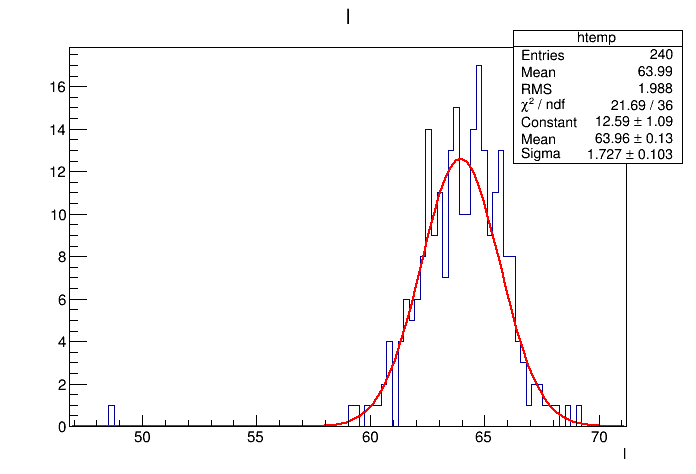 l
htemp
Entries 240
Mean 63.99
RMS 1.988
χ² / ndf 21.69 / 36
Constant 12.59 ± 1.09
Mean 63.96 ± 0.13
Sigma 1.727 ± 0.103
16
14
12
10
8
6
4
2
0
50 55 60 65 70
l